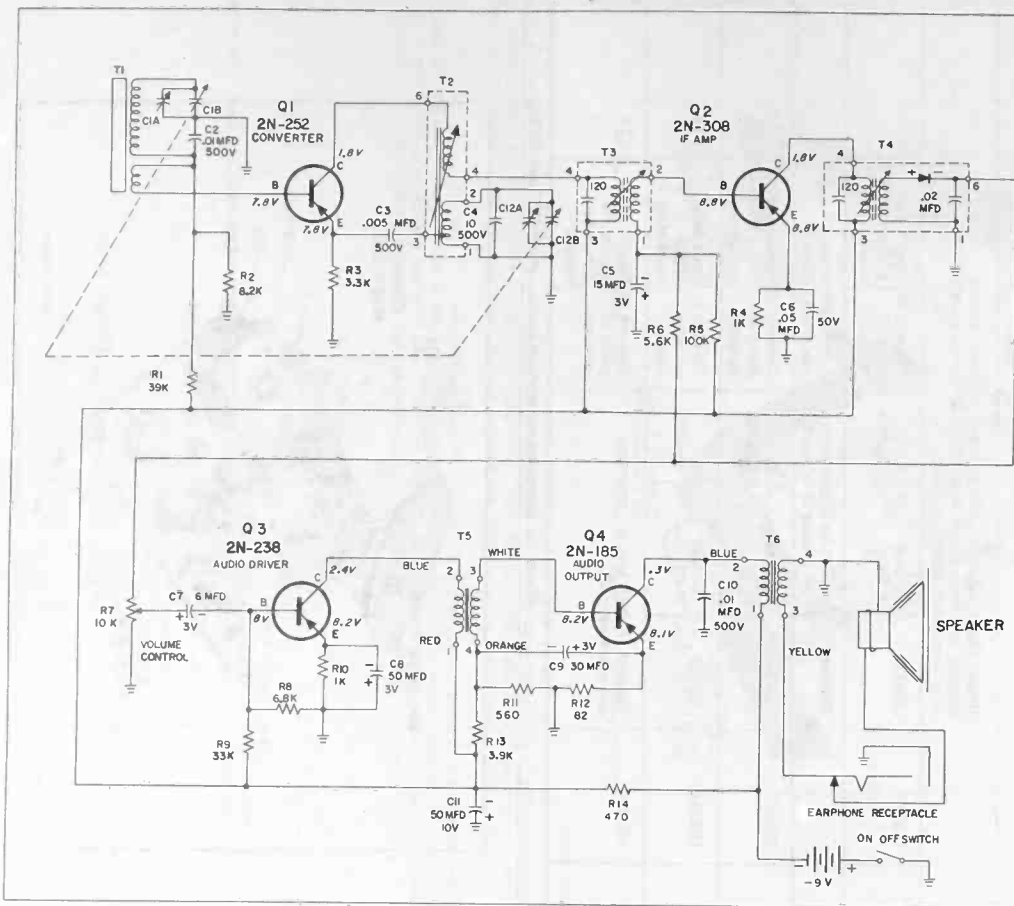 T1
C1A
C1B
C2
.01 MFD
500V
Q1
2N-252
CONVERTER
1.8V
C
B
7.8V
E
7.8V
C3
.005 MFD
500V
R3
3.3K
R2
8.2K
R1
39K
T2
6
4
2
3
1
C4
10
500V
C12A
C12B
T3
4
120
2
3
1
C5
15 MFD
3V
R6
5.6K
R5
100K
Q2
2N-308
IF AMP
1.8V
C
B
8.8V
E
8.8V
R4
1K
C6
.05
MFD
50V
T4
4
120
+
-
6
.02
MFD
3
1
Q3
2N-238
AUDIO DRIVER
C
2.4V
B
8V
8.2V
E
C7
6 MFD
+
-
3V
R7
10 K
VOLUME
CONTROL
R8
6.8K
R9
33K
R10
1K
-
C8
50 MFD
+
3V
BLUE
T5
2
3
RED
1
4
WHITE
ORANGE
Q4
2N-185
AUDIO
OUTPUT
C
.3V
B
8.2V
8.1V
E
- +3V
C9 30 MFD
R11
560
R12
82
R13
3.9K
C11
50 MFD
10V
-
+
R14
470
BLUE
C10
.01
MFD
500V
T6
2
4
1
3
YELLOW
SPEAKER
EARPHONE RECEPTACLE
ON OFF SWITCH
-
+
-9V